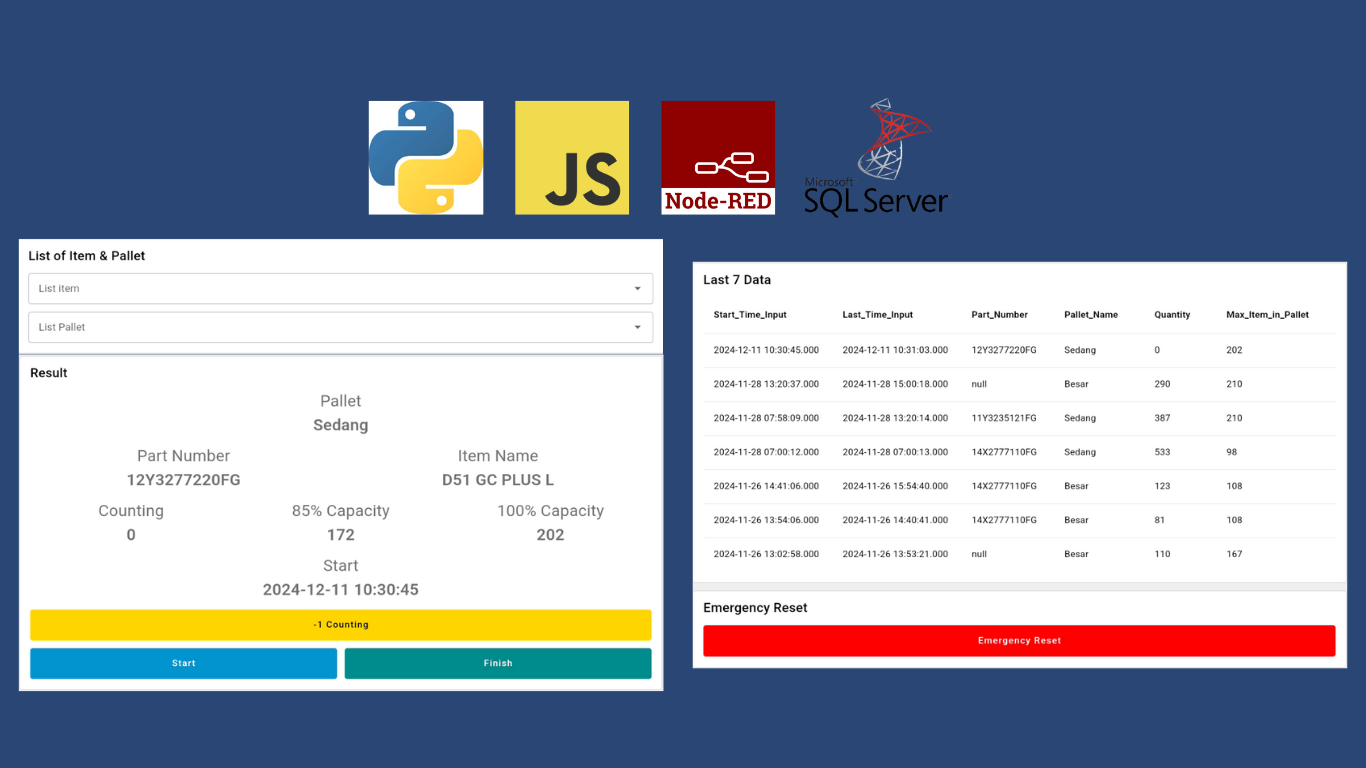 JS
Node-RED
Microsoft
SQL Server
List of Item & Pallet
List item
List Pallet
Result
Pallet
Sedang
Part Number Item Name
12Y3277220FG D51 GC PLUS L
Counting 85% Capacity 100% Capacity
0 172 202
Start
2024-12-11 10:30:45
-1 Counting
Start Finish
Last 7 Data
Start_Time_Input Last_Time_Input Part_Number Pallet_Name Quantity Max_Item_in_Pallet
2024-12-11 10:30:45.000 2024-12-11 10:31:03.000 12Y3277220FG Sedang 0 202
2024-11-28 13:20:37.000 2024-11-28 15:00:18.000 null Besar 290 210
2024-11-28 07:58:09.000 2024-11-28 13:20:14.000 11Y3235121FG Sedang 387 210
2024-11-28 07:00:12.000 2024-11-28 07:00:13.000 14X2777110FG Sedang 533 98
2024-11-26 14:41:06.000 2024-11-26 15:54:40.000 14X2777110FG Besar 123 108
2024-11-26 13:54:06.000 2024-11-26 14:40:41.000 14X2777110FG Besar 81 108
2024-11-26 13:02:58.000 2024-11-26 13:53:21.000 null Besar 110 167
Emergency Reset
Emergency Reset